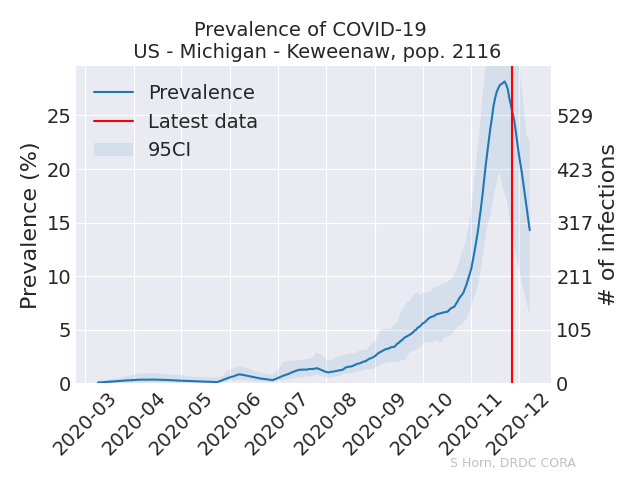 Prevalence of COVID-19
US - Michigan - Keweenaw, pop. 2116
Prevalence
Latest data
95CI
Prevalence (%)
25
20
15
10
5
0
529
423
317
211
105
0
# of infections
2020-03
2020-04
2020-05
2020-06
2020-07
2020-08
2020-09
2020-10
2020-11
2020-12
S Horn, DRDC CORA